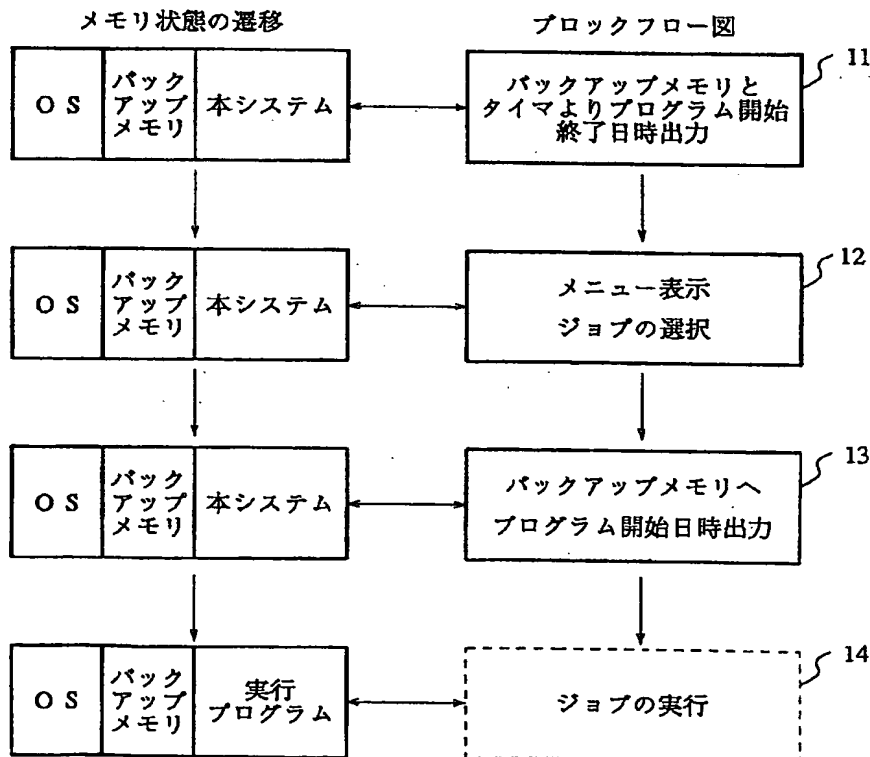 メモリ状態の遷移
ブロックフロー図
OS
バック
アップ
メモリ
本システム
バックアップメモリと
タイマよりプログラム開始
終了日時出力
11
OS
バック
アップ
メモリ
本システム
メニュー表示
ジョブの選択
12
OS
バック
アップ
メモリ
本システム
バックアップメモリへ
プログラム開始日時出力
13
OS
バック
アップ
メモリ
実行
プログラム
ジョブの実行
14